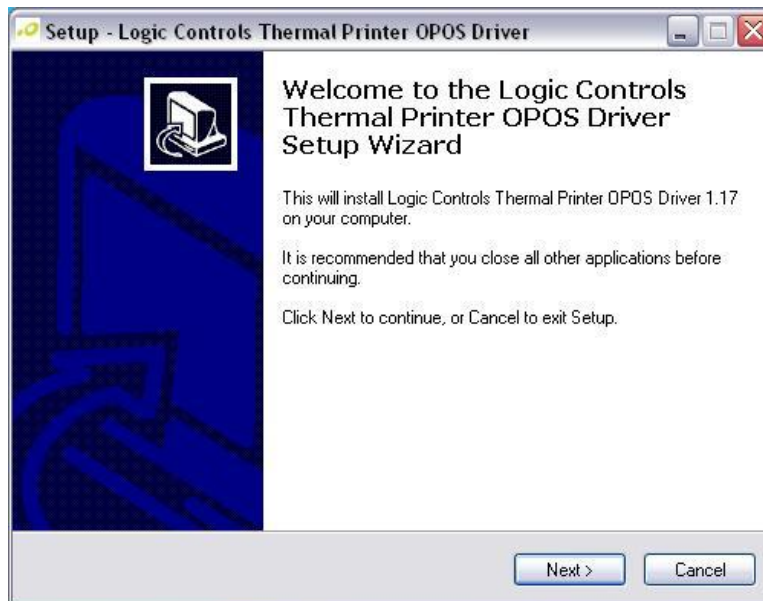 Setup - Logic Controls Thermal Printer OPOS Driver
Welcome to the Logic Controls
Thermal Printer OPOS Driver
Setup Wizard
This will install Logic Controls Thermal Printer OPOS Driver 1.17
on your computer.
It is recommended that you close all other applications before
continuing.
Click Next to continue, or Cancel to exit Setup.
Next >
Cancel